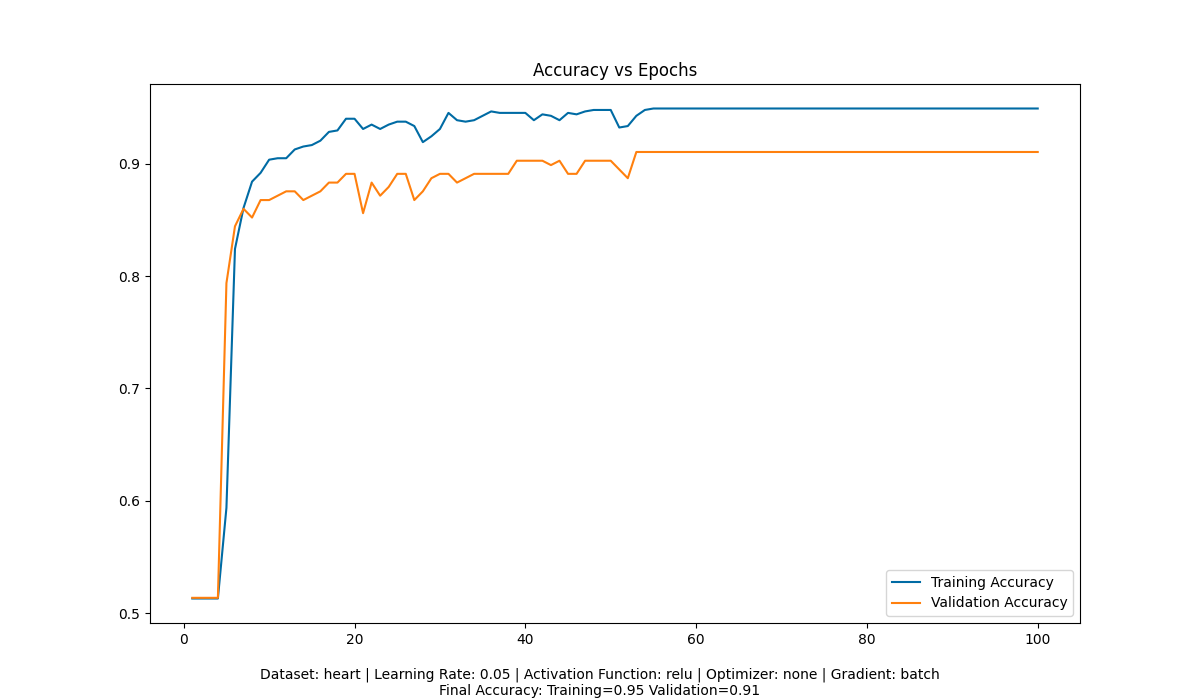 Accuracy vs Epochs
0.9
0.8
0.7
0.6
0.5
Training Accuracy
Validation Accuracy
0 20 40 60 80 100
Dataset: heart | Learning Rate: 0.05 | Activation Function: relu | Optimizer: none | Gradient: batch
Final Accuracy: Training=0.95 Validation=0.91